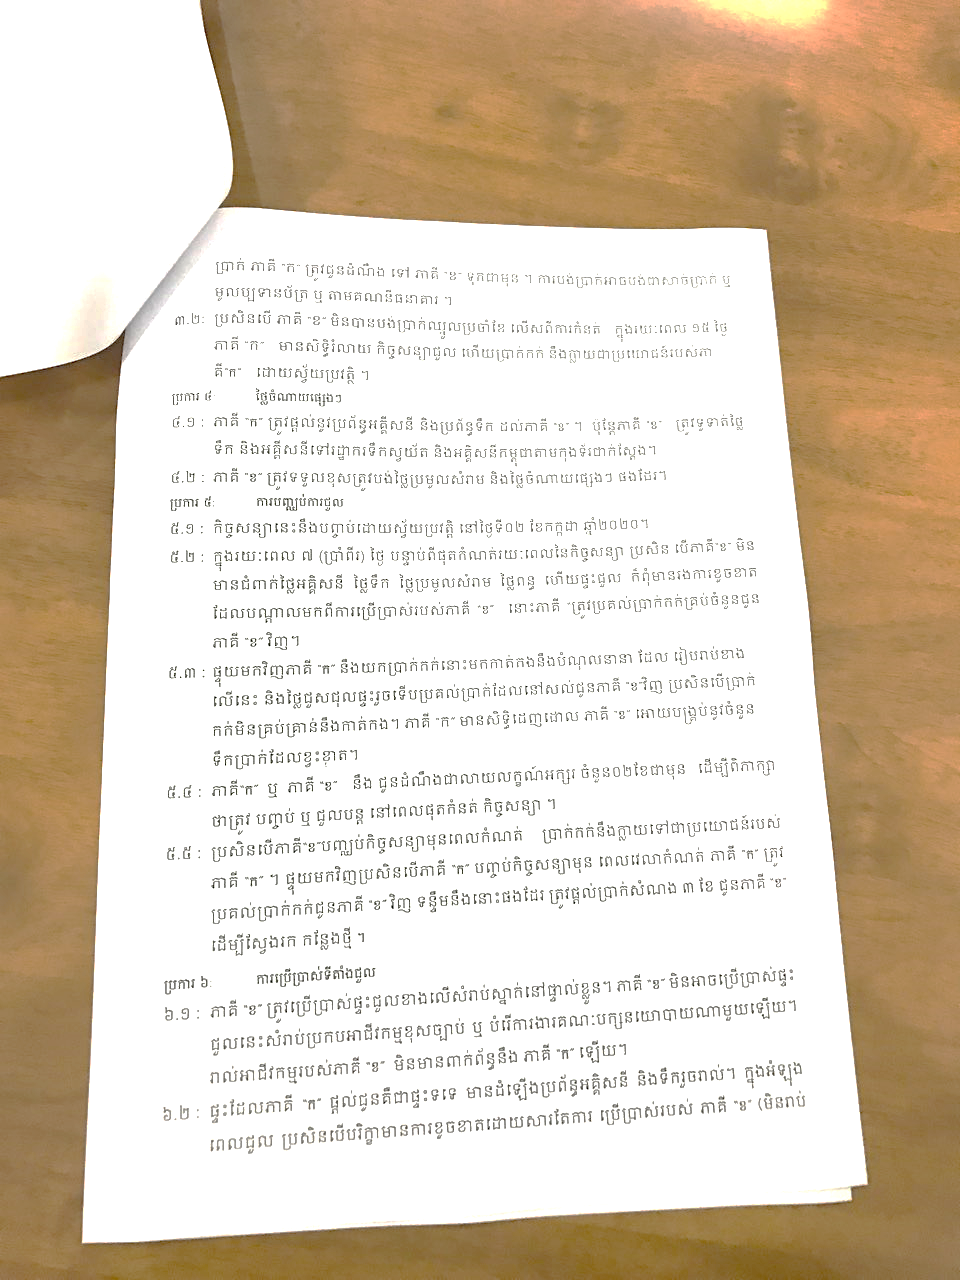 ប្រាក់ ភាគី "ក" ត្រូវជូនដំណឹង ទៅ ភាគី "ខ" ទុកជាមុន ។ ការបង់ប្រាក់អាចបង់ជាសាច់ប្រាក់ ឬ
មូលប្បទានប័ត្រ ឬ តាមគណនីធនាគារ ។
៣.២: ប្រសិនបើ ភាគី "ខ" មិនបានបង់ប្រាក់ឈ្នួលប្រចាំខែ លើសពីការកំនត់ ក្នុងរយៈពេល ១៥ ថ្ងៃ
ភាគី "ក" មានសិទ្ធិរំលាយ កិច្ចសន្យាជួល ហើយប្រាក់កក់ នឹងក្លាយជាប្រយោជន៍របស់ភា
គី"ក" ដោយស្វ័យប្រវត្តិ ។
ប្រការ ៤ ថ្លៃចំណាយផ្សេងៗ
៤.១ : ភាគី "ក" ត្រូវផ្តល់នូវប្រព័ន្ធអគ្គីសនី និងប្រព័ន្ធទឹក ដល់ភាគី "ខ" ។ ប៉ុន្តែភាគី "ខ" ត្រូវទូទាត់ថ្លៃ
ទឹក និងអគ្គីសនីទៅរដ្ឋាករទឹកស្វយ័ត និងអគ្គិសនីកម្ពុជាតាមកុងទ័រជាក់ស្តែង។
៤.២ : ភាគី "ខ" ត្រូវទទួលខុសត្រូវបង់ថ្លៃប្រមូលសំរាម និងថ្លៃចំណាយផ្សេងៗ ផងដែរ។
ប្រការ ៥: ការបញ្ឈប់ការជួល
៥.១ : កិច្ចសន្យានេះនឹងបញ្ចាប់ដោយស្វ័យប្រវត្តិ នៅថ្ងៃទី០២ ខែកក្កដា ឆ្នាំ២០២០។
៥.២ : ក្នុងរយៈពេល ៧ (ប្រាំពីរ) ថ្ងៃ បន្ទាប់ពីផុតកំណត់រយៈពេលនៃកិច្ចសន្យា ប្រសិន បើភាគី"ខ" មិន
មានជំពាក់ថ្លៃអគ្គិសនី ថ្លៃទឹក ថ្លៃប្រមូលសំរាម ថ្លៃពន្ធ ហើយផ្ទះជួល ក៏ពុំមានរងការខូចខាត
ដែលបណ្តាលមកពីការប្រើប្រាស់របស់ភាគី "ខ" នោះភាគី "ត្រូវប្រគល់ប្រាក់កក់គ្រប់ចំនួនជូន
ភាគី "ខ" វិញ។
៥.៣ : ផ្ទុយមកវិញភាគី "ក" នឹងយកប្រាក់កក់នោះមកកាត់កងនឹងបំណុលនានា ដែល រៀបរាប់ខាង
លើនេះ និងថ្លៃជួសជុលផ្ទះរួចទើបប្រគល់ប្រាក់ដែលនៅសល់ជូនភាគី "ខ"វិញ ប្រសិនបើប្រាក់
កក់មិនគ្រប់គ្រាន់នឹងកាត់កង។ ភាគី "ក" មានសិទ្ធិដេញដោល ភាគី "ខ" អោយបង្គ្រប់នូវចំនួន
ទឹកប្រាក់ដែលខ្វះខាត។
៥.៤ : ភាគី"ក" ឬ ភាគី "ខ" នឹង ជូនដំណឹងជាលាយលក្ខណ៍អក្សរ ចំនួន០២ខែជាមុន ដើម្បីពិភាក្សា
ថាត្រូវ បញ្ចប់ ឬ ជួលបន្ត នៅពេលផុតកំនត់ កិច្ចសន្យា ។
៥.៥ : ប្រសិនបើភាគី"ខ"បញ្ឈប់កិច្ចសន្យាមុនពេលកំណត់ ប្រាក់កក់នឹងក្លាយទៅជាប្រយោជន៍របស់
ភាគី "ក" ។ ផ្ទុយមកវិញប្រសិនបើភាគី "ក" បញ្ចប់កិច្ចសន្យាមុន ពេលវេលាកំណត់ ភាគី "ក" ត្រូវ
ប្រគល់ប្រាក់កក់ជូនភាគី "ខ" វិញ ទន្ទឹមនឹងនោះផងដែរ ត្រូវផ្តល់ប្រាក់សំណង ៣ ខែ ជូនភាគី "ខ"
ដើម្បីស្វែងរក កន្លែងថ្មី ។
ប្រការ ៦: ការប្រើប្រាស់ទីតាំងជួល
៦.១ : ភាគី "ខ" ត្រូវប្រើប្រាស់ផ្ទះជួលខាងលើសំរាប់ស្នាក់នៅផ្ទាល់ខ្លួន។ ភាគី "ខ" មិនអាចប្រើប្រាស់ផ្ទះ
ជួលនេះសំរាប់ប្រកបអាជីវកម្មខុសច្បាប់ ឬ បំរើការងារគណៈបក្សនយោបាយណាមួយឡើយ។
រាល់អាជីវកម្មរបស់ភាគី "ខ" មិនមានពាក់ព័ន្ធនឹង ភាគី "ក" ឡើយ។
៦.២ : ផ្ទះដែលភាគី "ក" ផ្តល់ជូនគឺជាផ្ទះទទេ មានដំឡើងប្រព័ន្ធអគ្គិសនី និងទឹករួចរាល់។ ក្នុងអំឡុង
ពេលជួល ប្រសិនបើបរិក្ខាមានការខូចខាតដោយសារតែការ ប្រើប្រាស់របស់ ភាគី "ខ" (មិនរាប់